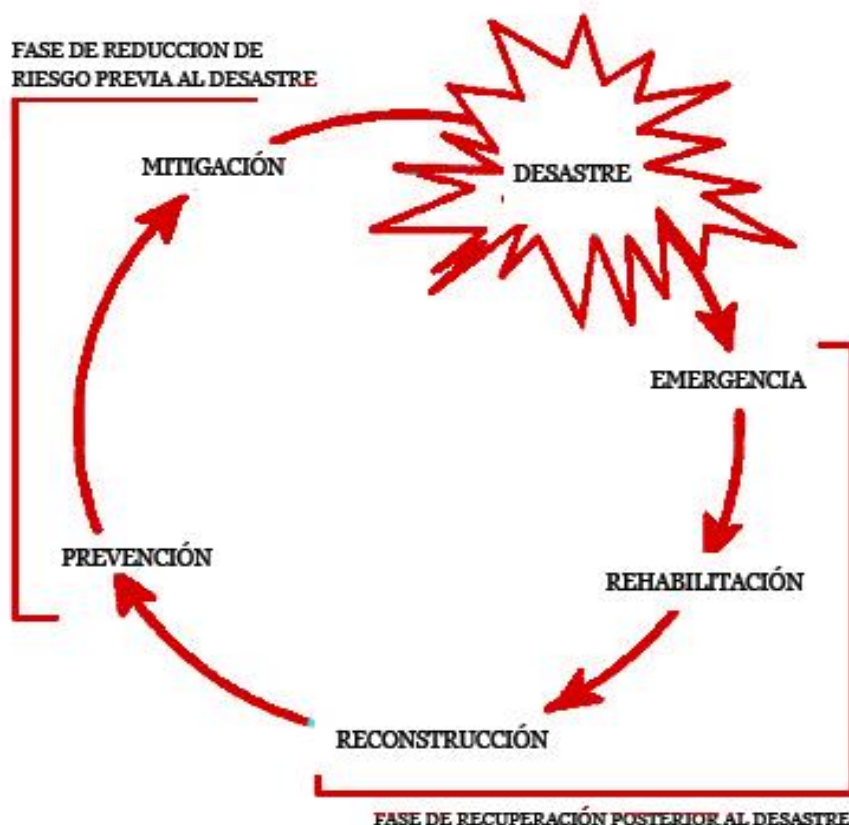 FASE DE REDUCCION DE
RIESGO PREVIA AL DESASTRE
MITIGACIÓN
DESASTRE
EMERGENCIA
PREVENCIÓN
REHABILITACIÓN
RECONSTRUCCIÓN
FASE DE RECUPERACIÓN POSTERIOR AL DESASTRE